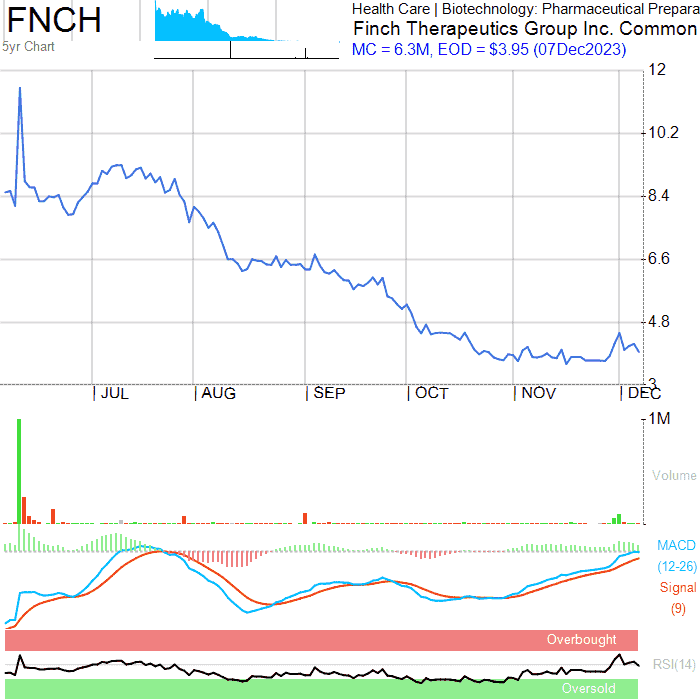 FNCH
5yr Chart
Health Care | Biotechnology: Pharmaceutical Prepara
Finch Therapeutics Group Inc. Common
MC = 6.3M, EOD = $3.95 (07Dec2023)
12
10.2
8.4
6.6
4.8
3
JUL
AUG
SEP
OCT
NOV
DEC
1M
Volume
MACD
(12-26)
Signal
(9)
Overbought
RSI(14)
Oversold